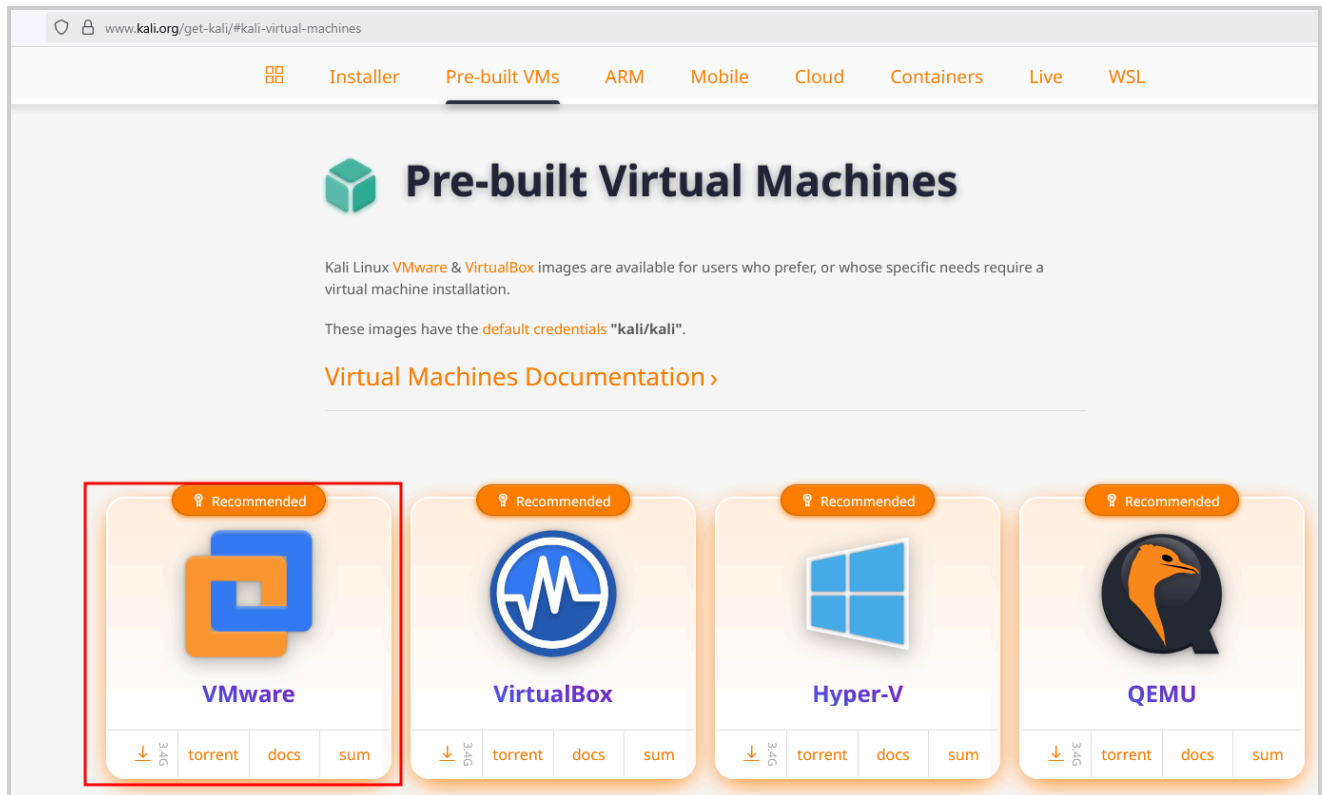 www.kali.org/get-kali/#kali-virtual-machines
Installer Pre-built VMs ARM Mobile Cloud Containers Live WSL
Pre-built Virtual Machines
Kali Linux VMware & VirtualBox images are available for users who prefer, or whose specific needs require a
virtual machine installation.
These images have the default credentials "kali/kali".
Virtual Machines Documentation ›
Recommended Recommended Recommended Recommended
VMware VirtualBox Hyper-V QEMU
3.4G torrent docs sum 3.4G torrent docs sum 3.4G torrent docs sum 3.4G torrent docs sum